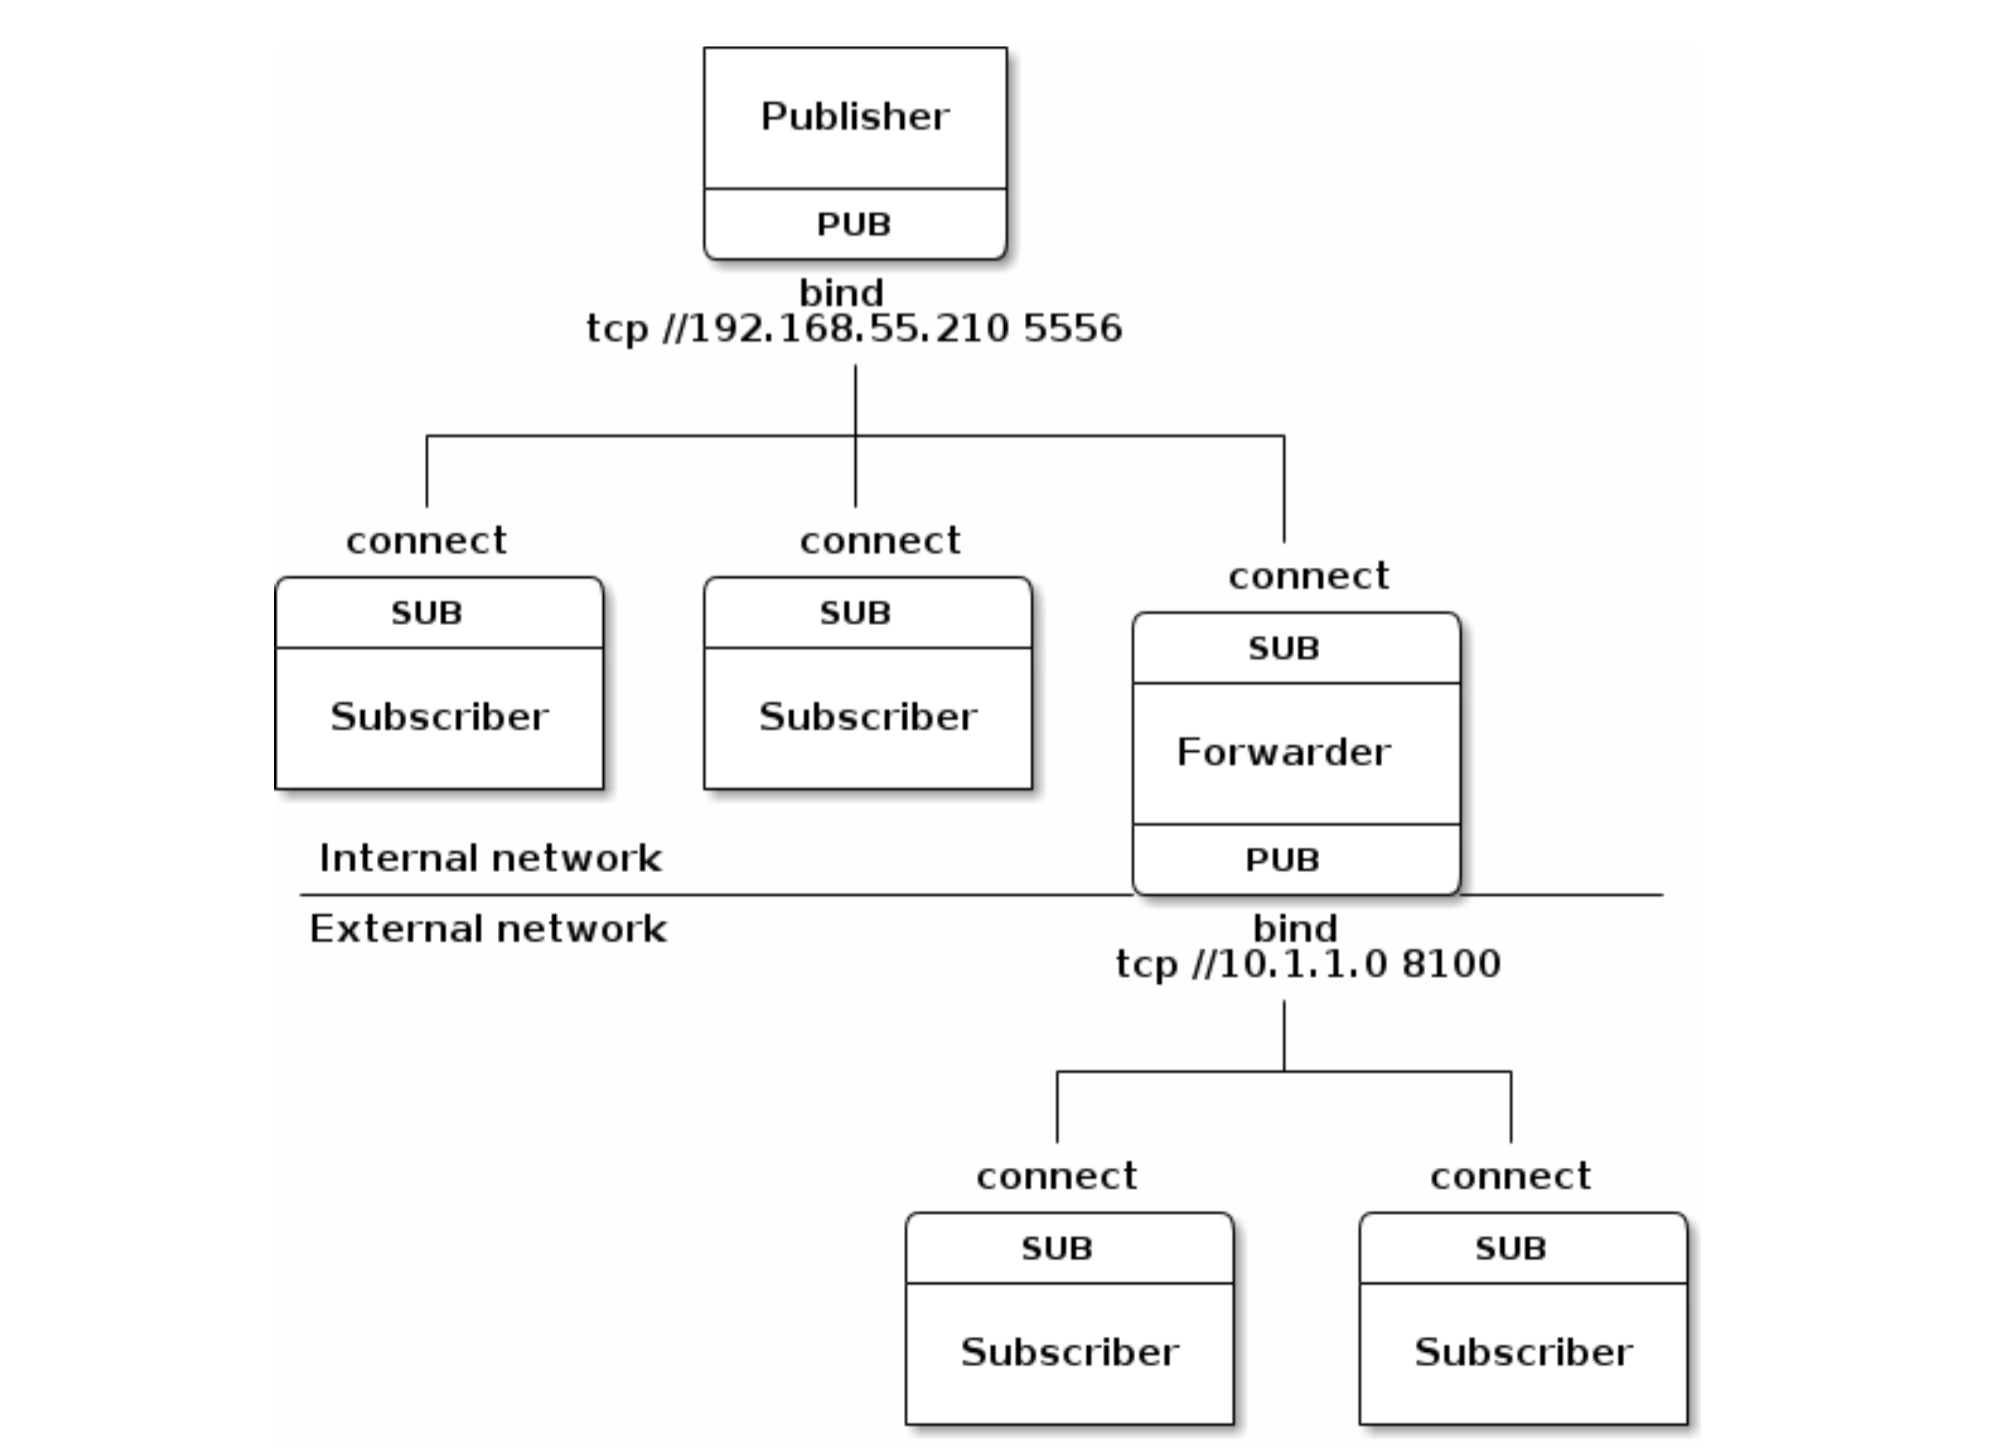 Publisher
PUB
bind
tcp //192.168.55.210 5556
connect connect
connect
SUB SUB
SUB
Subscriber Subscriber
Forwarder
Internal network
PUB
External network
bind
tcp //10.1.1.0 8100
connect connect
SUB SUB
Subscriber Subscriber